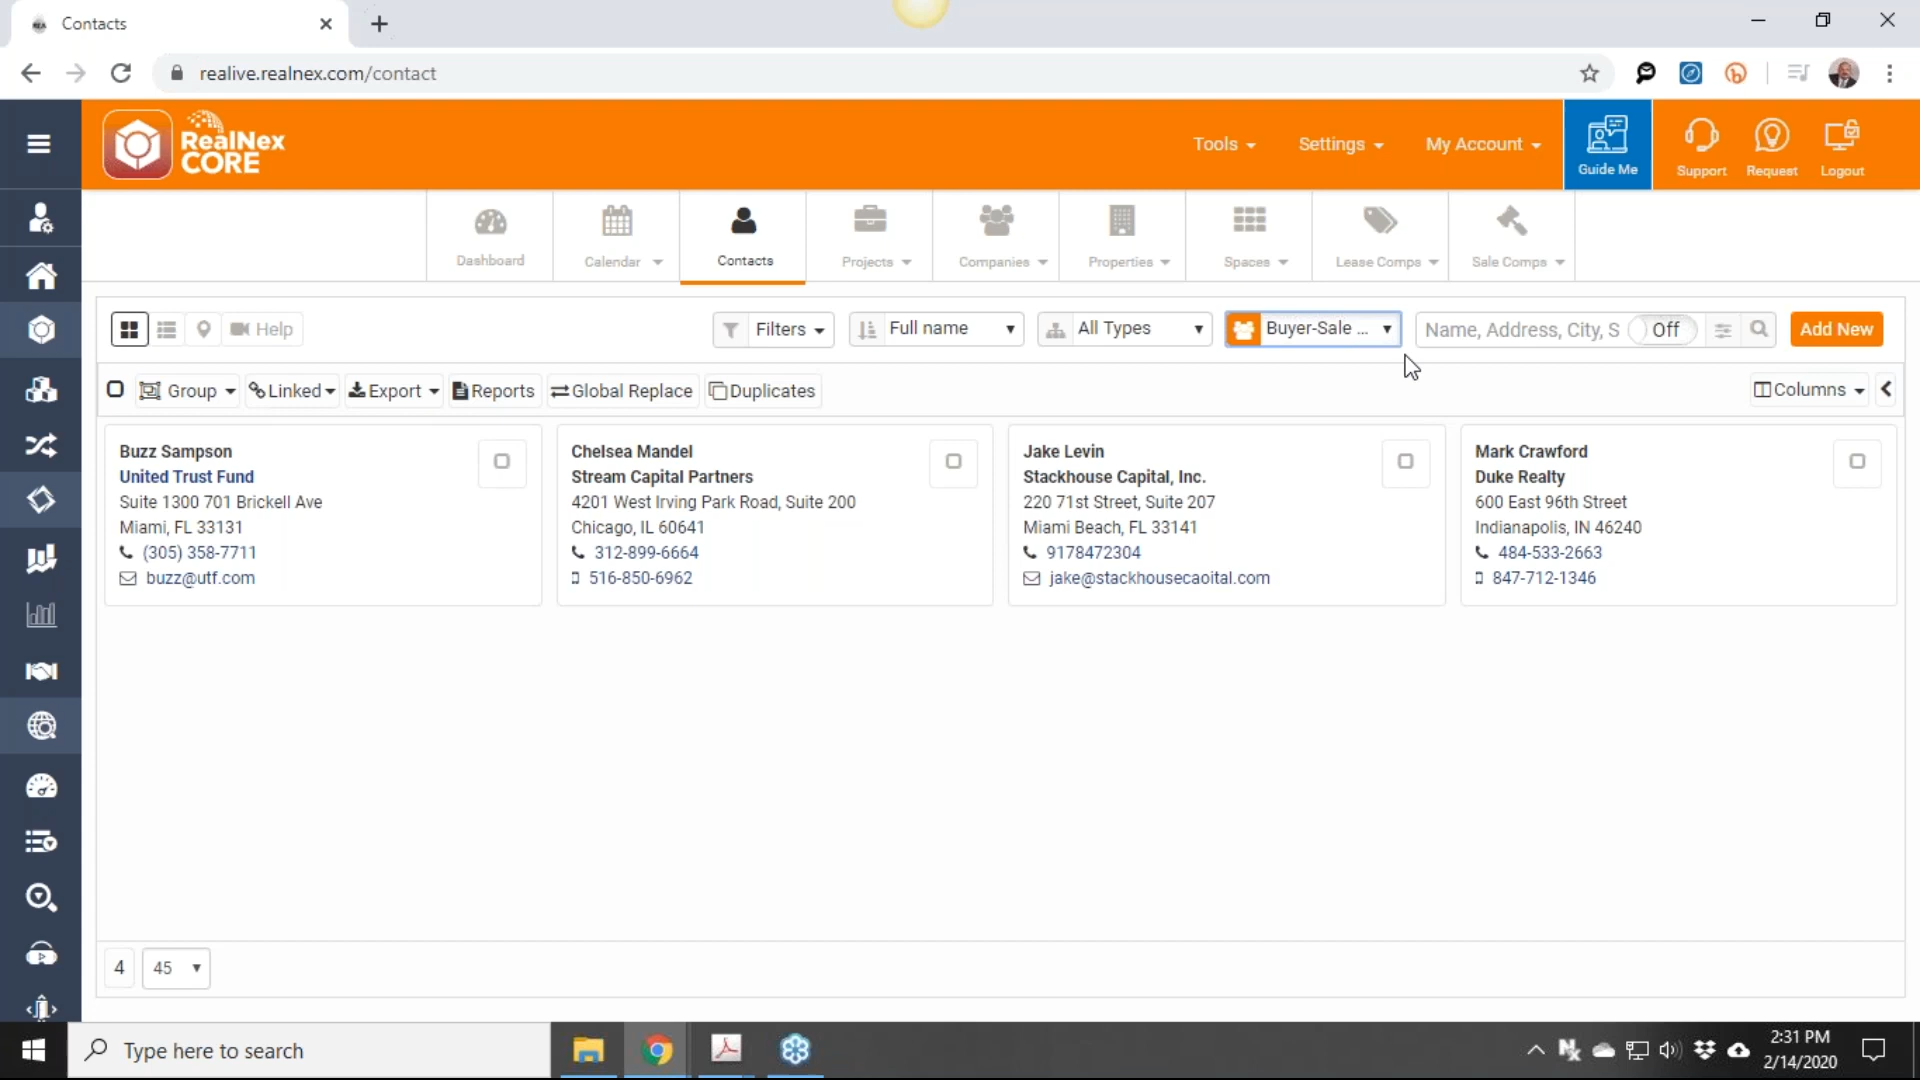 Contacts
realive.realnex.com/contact
RealNex
CORE
Tools
Settings
My Account
Guide Me
Support
Request
Logout
Dashboard
Calendar
Contacts
Projects
Companies
Properties
Spaces
Lease Comps
Sale Comps
Help
Filters
Full name
All Types
Buyer-Sale ...
Name, Address, City, S
Off
Add New
Group
Linked
Export
Reports
Global Replace
Duplicates
Columns
Buzz Sampson
United Trust Fund
Suite 1300 701 Brickell Ave
Miami, FL 33131
(305) 358-7711
buzz@utf.com
Chelsea Mandel
Stream Capital Partners
4201 West Irving Park Road, Suite 200
Chicago, IL 60641
312-899-6664
516-850-6962
Jake Levin
Stackhouse Capital, Inc.
220 71st Street, Suite 207
Miami Beach, FL 33141
9178472304
jake@stackhousecaoital.com
Mark Crawford
Duke Realty
600 East 96th Street
Indianapolis, IN 46240
484-533-2663
847-712-1346
4
45
Type here to search
2:31 PM
2/14/2020